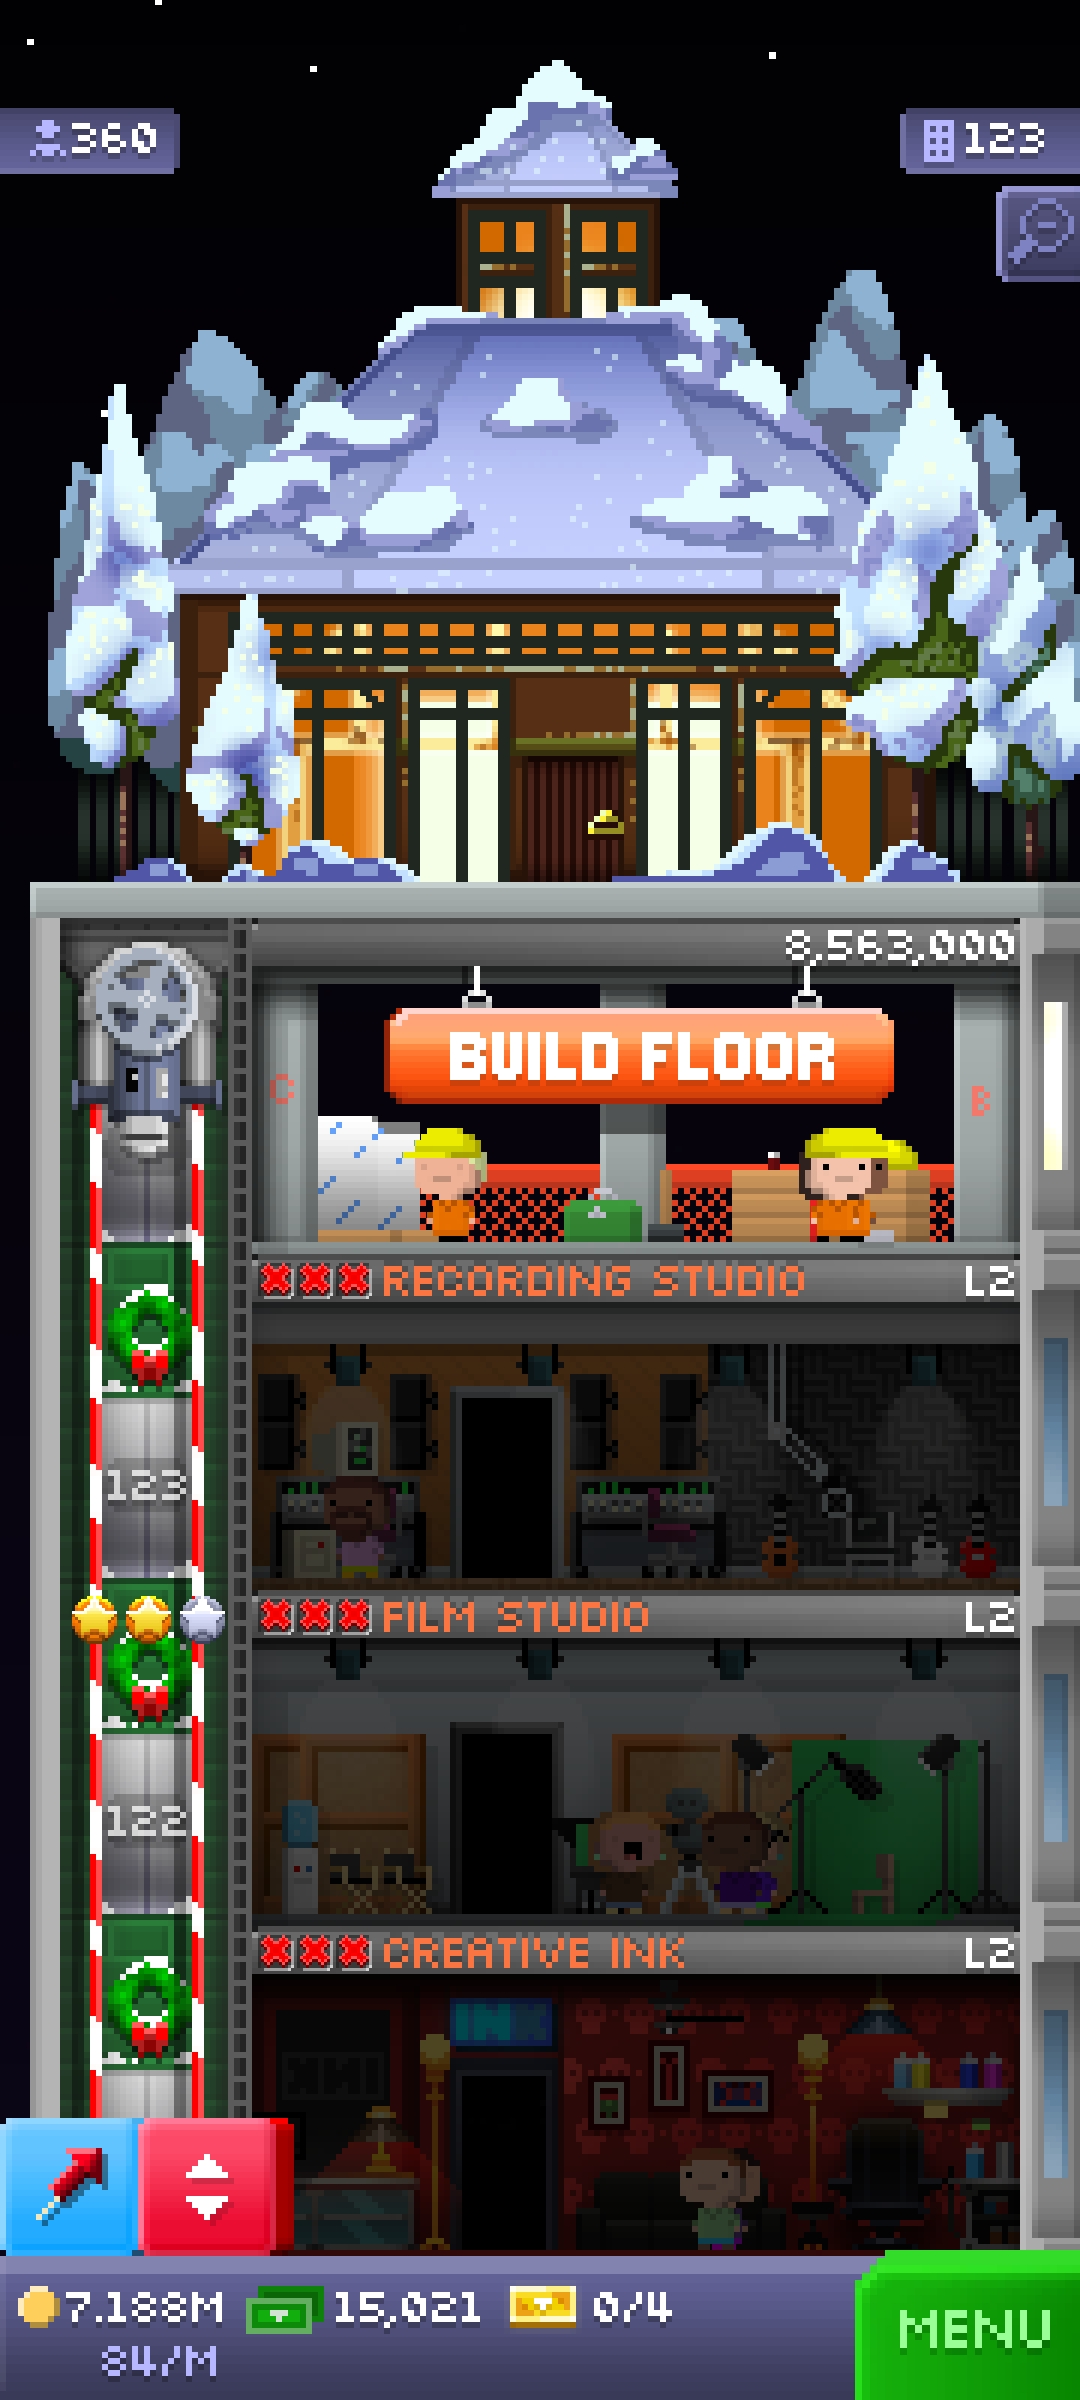 360
123
8,563,000
BUILD FLOOR
C
B
RECORDING STUDIO L2
123
FILM STUDIO L2
122
CREATIVE INK L2
INK
INK
7.188M 15,021 0/4
84/M
MENU